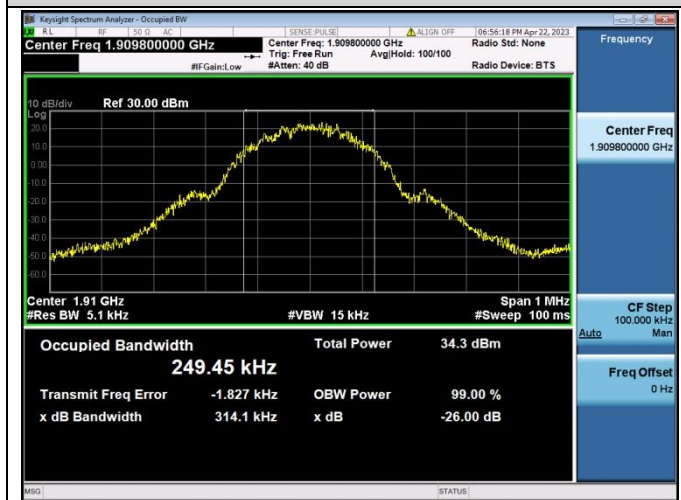 Keysight Spectrum Analyzer - Occupied BW
RL RF 50 Ω AC SENSE:PULSE ALIGN OFF 06:56:18 PM Apr 22, 2023
Center Freq 1.909800000 GHz
Center Freq: 1.909800000 GHz Radio Std: None
Trig: Free Run Avg|Hold: 100/100
#IFGain:Low #Atten: 40 dB Radio Device: BTS
Frequency
10 dB/div Ref 30.00 dBm
Log
20.0
10.0
0.00
-10.0
-20.0
-30.0
-40.0
-50.0
-60.0
Center 1.91 GHz Span 1 MHz
#Res BW 5.1 kHz #VBW 15 kHz #Sweep 100 ms
Occupied Bandwidth Total Power 34.3 dBm
249.45 kHz
Transmit Freq Error -1.827 kHz OBW Power 99.00 %
x dB Bandwidth 314.1 kHz x dB -26.00 dB
Center Freq
1.909800000 GHz
CF Step
100.000 kHz
Auto Man
Freq Offset
0 Hz
MSG STATUS